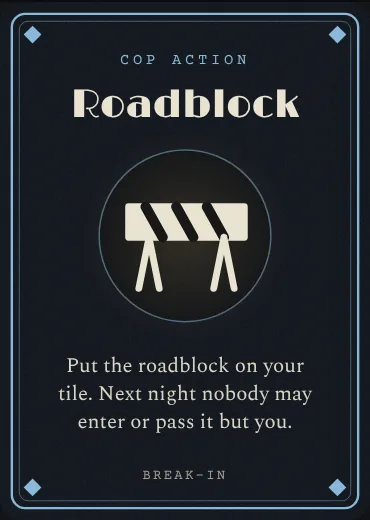 COP ACTION
Roadblock
Put the roadblock on your
tile. Next night nobody may
enter or pass it but you.
BREAK-IN